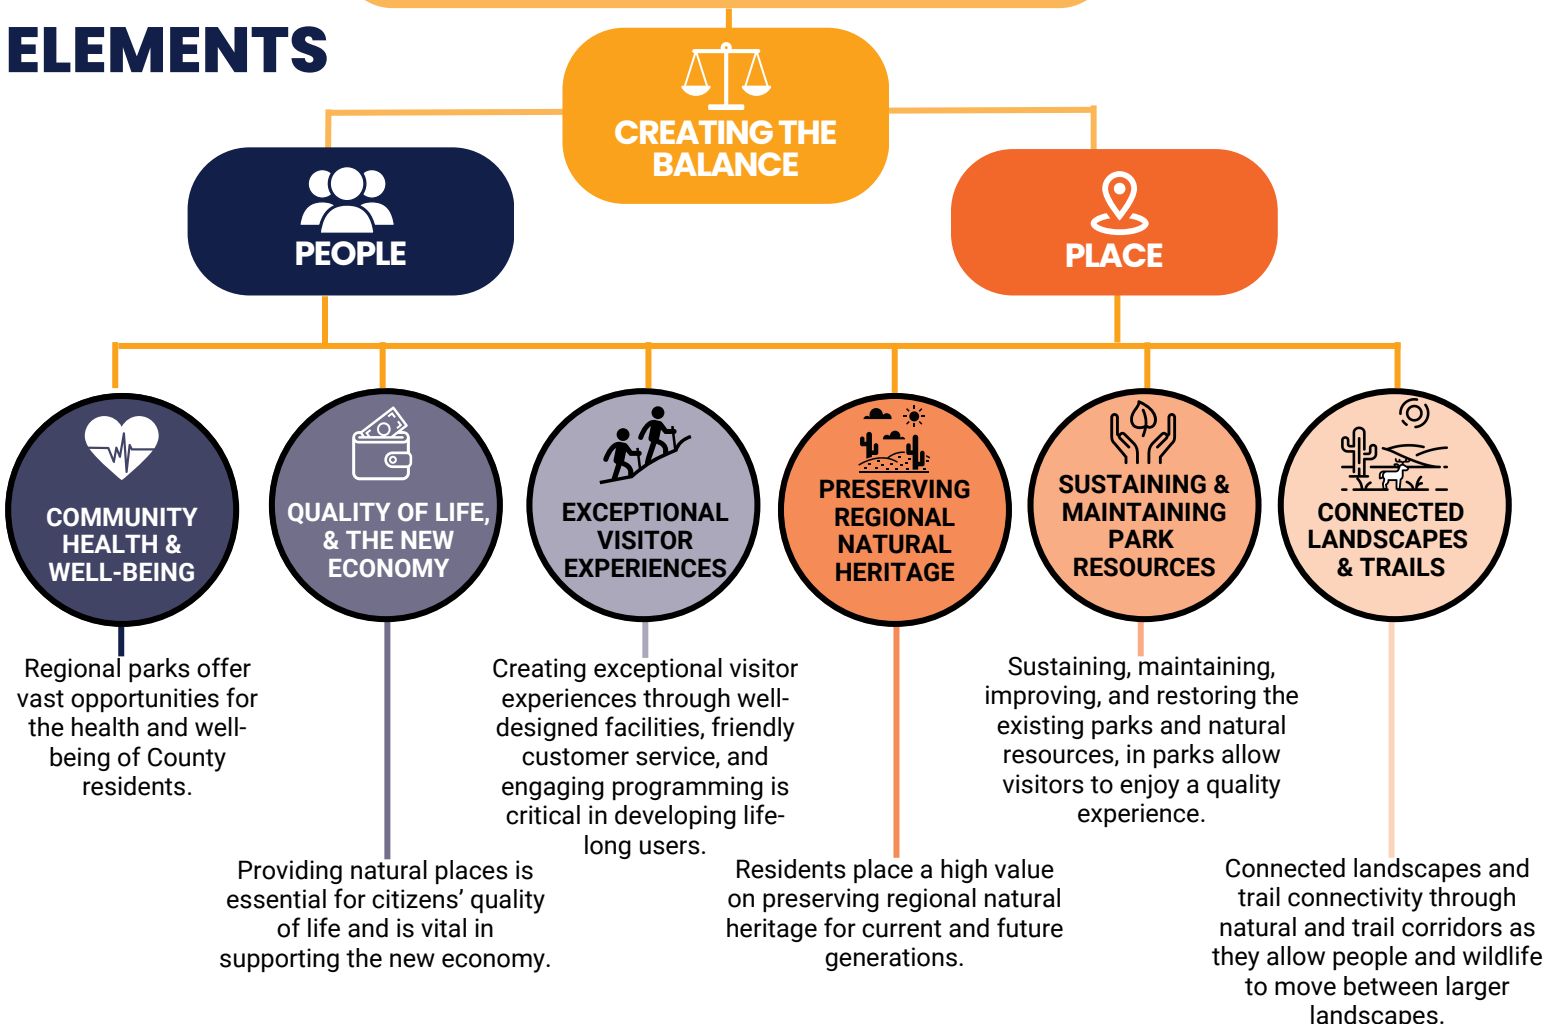 ELEMENTS
CREATING THE
BALANCE
PEOPLE
PLACE
COMMUNITY
HEALTH &
WELL-BEING
QUALITY OF LIFE,
& THE NEW
ECONOMY
EXCEPTIONAL
VISITOR
EXPERIENCES
PRESERVING
REGIONAL
NATURAL
HERITAGE
SUSTAINING &
MAINTAINING
PARK
RESOURCES
CONNECTED
LANDSCAPES
& TRAILS
Regional parks offer
vast opportunities for
the health and well-
being of County
residents.
Providing natural places is
essential for citizens’ quality
of life and is vital in
supporting the new economy.
Creating exceptional visitor
experiences through well-
designed facilities, friendly
customer service, and
engaging programming is
critical in developing life-
long users.
Residents place a high value
on preserving regional natural
heritage for current and future
generations.
Sustaining, maintaining,
improving, and restoring the
existing parks and natural
resources, in parks allow
visitors to enjoy a quality
experience.
Connected landscapes and
trail connectivity through
natural and trail corridors as
they allow people and wildlife
to move between larger
landscapes.